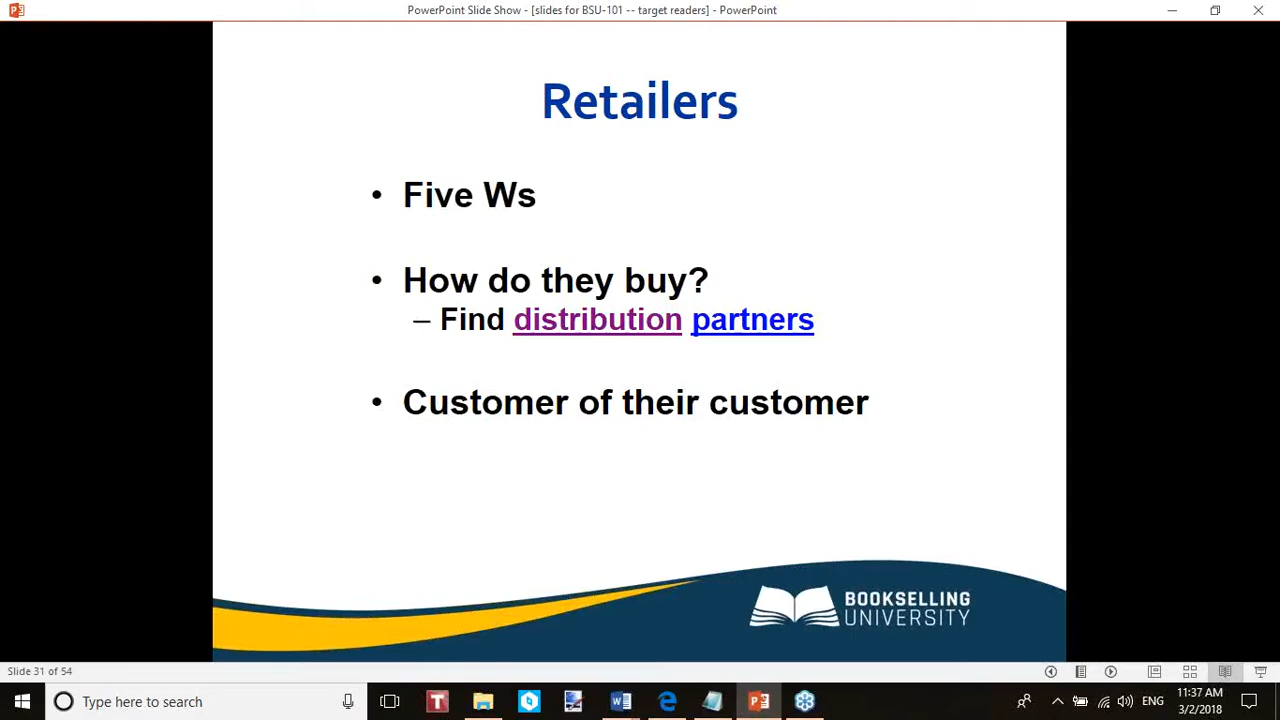 PowerPoint Slide Show - [slides for BSU-101 -- target readers] - PowerPoint
Retailers
• Five Ws
• How do they buy?
– Find distribution partners
• Customer of their customer
BOOKSELLING
UNIVERSITY
Slide 31 of 54
Type here to search
ENG
11:37 AM
3/2/2018